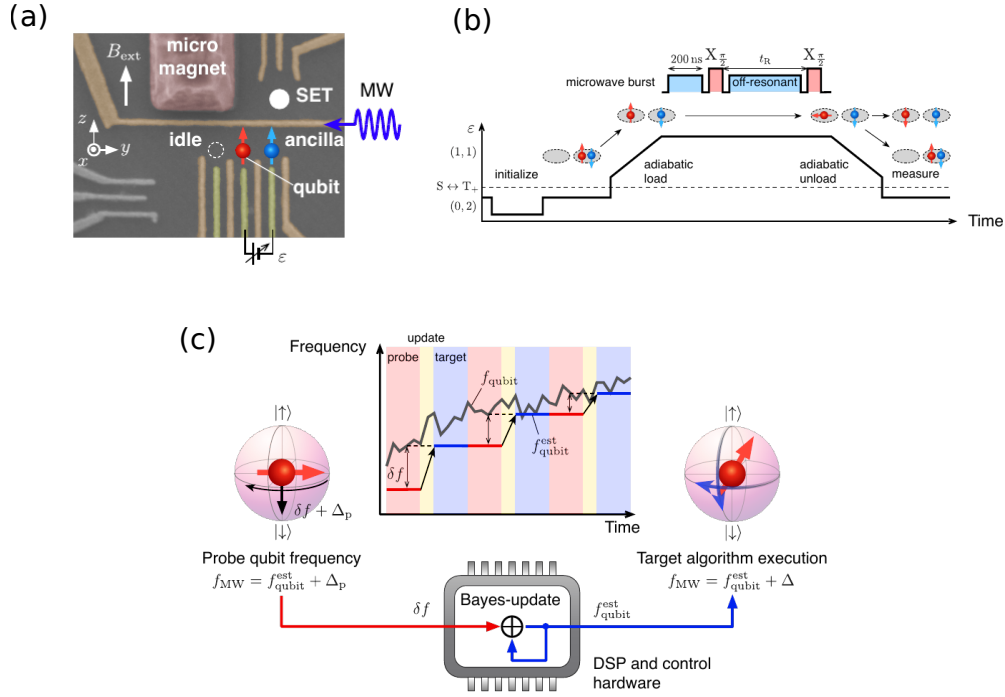 (a)
B_ext
micro
magnet
SET
MW
z
y
x
idle
ancilla
qubit
ε
(b)
200 ns
X π/2
t_R
X π/2
microwave burst
off-resonant
ε
(1, 1)
initialize
adiabatic
load
adiabatic
unload
measure
S ↔ T₊
(0, 2)
Time
(c)
Frequency
update
probe
target
f_qubit
f_qubit^est
δf
Time
|↑⟩
δf + Δ_p
|↓⟩
Probe qubit frequency
f_MW = f_qubit^est + Δ_p
|↑⟩
|↓⟩
Target algorithm execution
f_MW = f_qubit^est + Δ
δf
Bayes-update
f_qubit^est
DSP and control
hardware